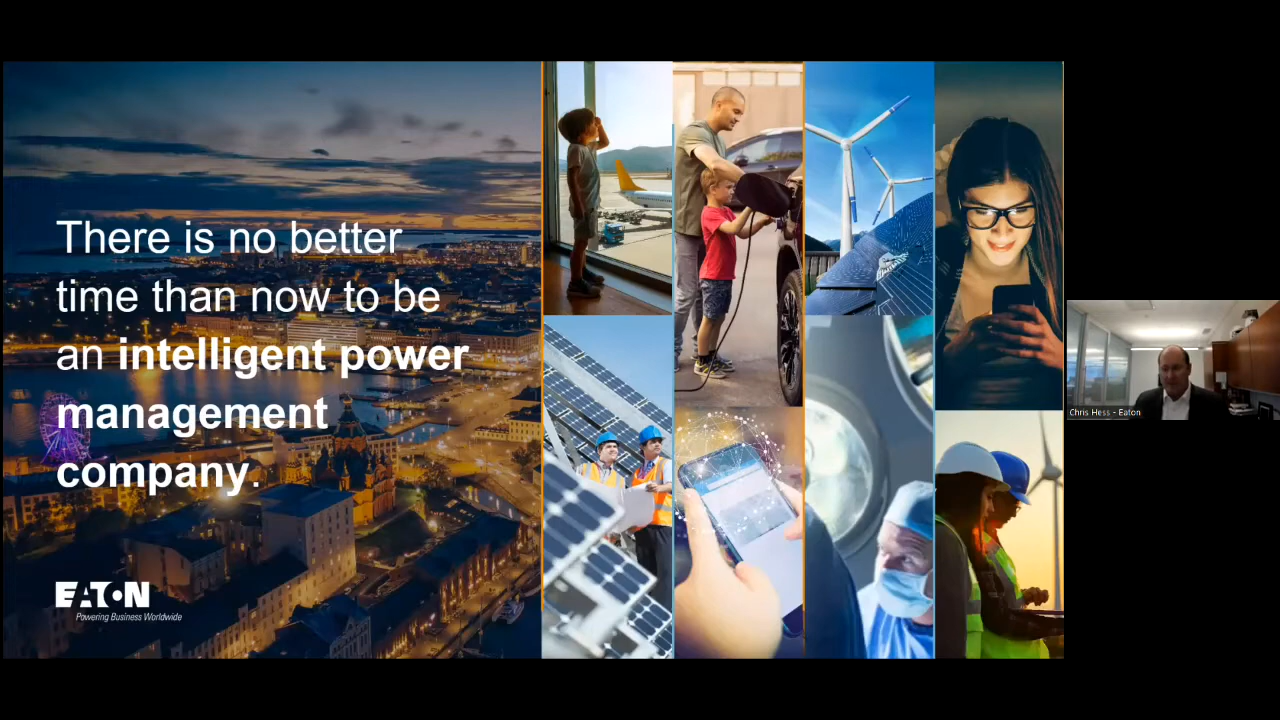 There is no better
time than now to be
an intelligent power
management
company.
EATON
Powering Business Worldwide
Chris Hess - Eaton